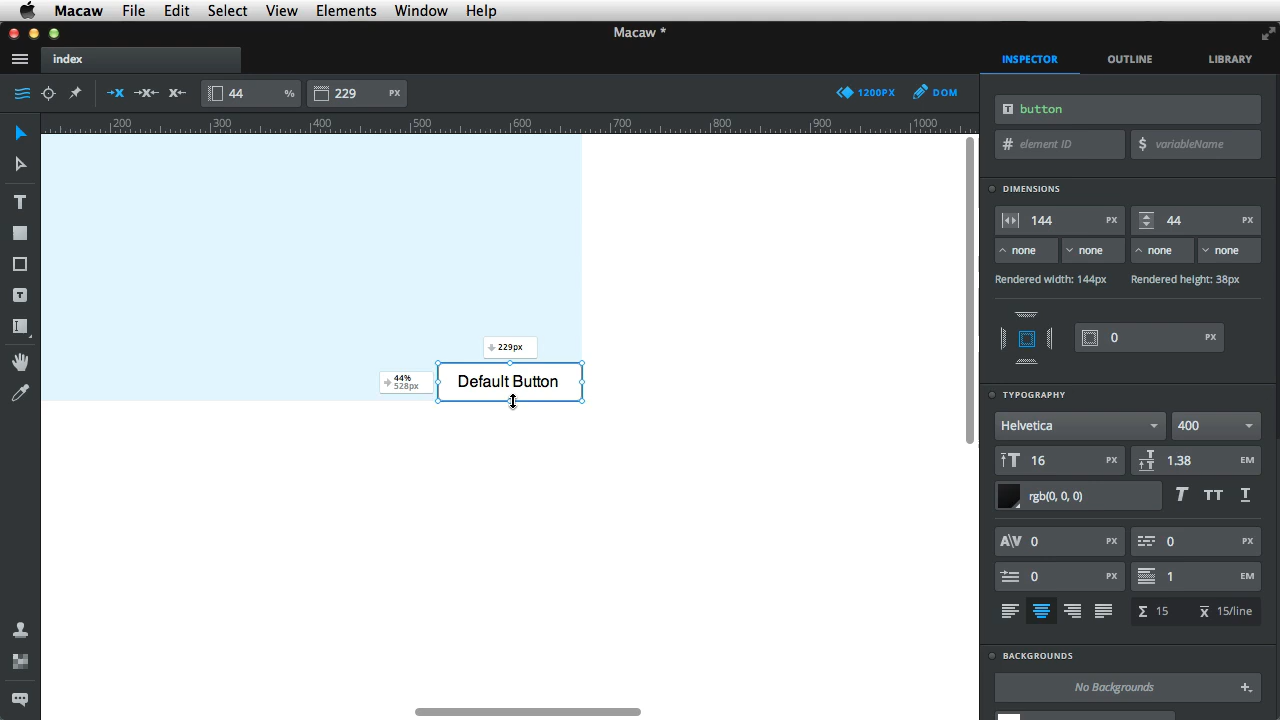 Macaw File Edit Select View Elements Window Help
Macaw *
index
INSPECTOR OUTLINE LIBRARY
44 % 229 PX
1200PX DOM
200 300 400 500 600 700 800 900 1000
T button
# element ID $ variableName
DIMENSIONS
144 PX 44 PX
none none none none
Rendered width: 144px Rendered height: 38px
0 PX
229px
44%
528px
Default Button
TYPOGRAPHY
Helvetica 400
T 16 PX 1.38 EM
rgb(0, 0, 0) T TT T
A\V 0 PX 0 PX
0 PX 1 EM
Σ 15 x̄ 15/line
BACKGROUNDS
No Backgrounds +